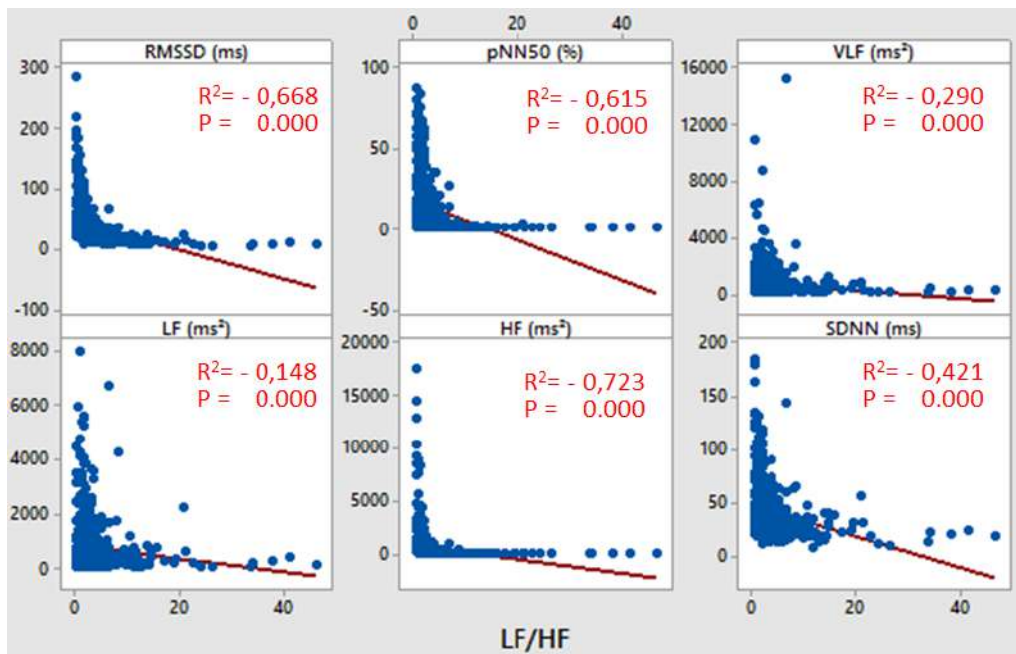 0 20 40
RMSSD (ms) pNN50 (%) VLF (ms²)
300
200
100
0
-100
R²= - 0,668
P = 0.000
100
50
0
-50
R²= - 0,615
P = 0.000
16000
12000
8000
4000
0
R²= - 0,290
P = 0.000
LF (ms²) HF (ms²) SDNN (ms)
8000
6000
4000
2000
0
R²= - 0,148
P = 0.000
20000
15000
10000
5000
0
R²= - 0,723
P = 0.000
200
150
100
50
0
R²= - 0,421
P = 0.000
0 20 40
0 20 40
LF/HF